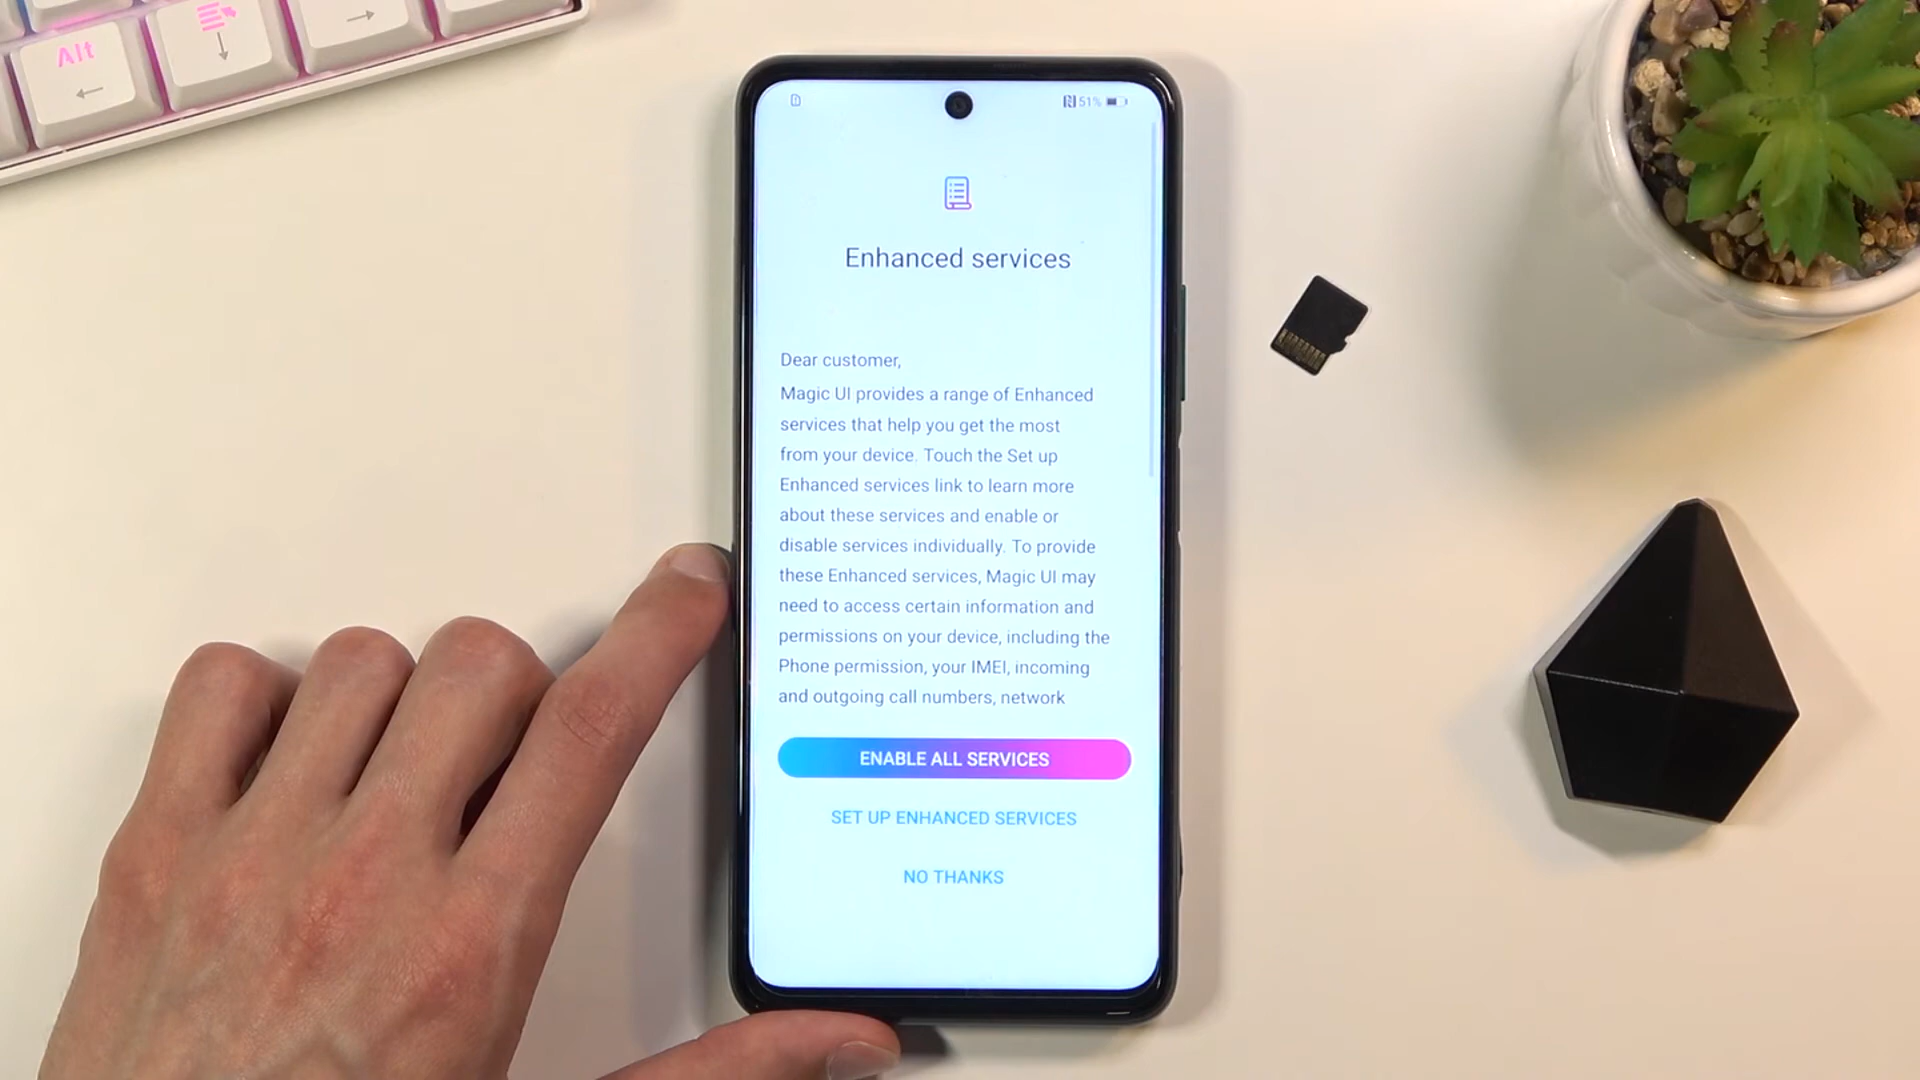 Alt
51%
Enhanced services
Dear customer,
Magic UI provides a range of Enhanced
services that help you get the most
from your device. Touch the Set up
Enhanced services link to learn more
about these services and enable or
disable services individually. To provide
these Enhanced services, Magic UI may
need to access certain information and
permissions on your device, including the
Phone permission, your IMEI, incoming
and outgoing call numbers, network
ENABLE ALL SERVICES
SET UP ENHANCED SERVICES
NO THANKS